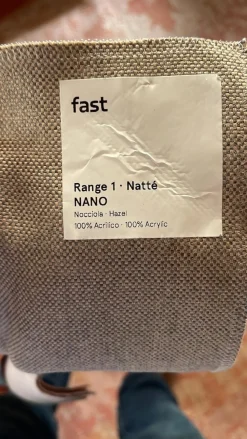 fast
Range 1 · Natté
NANO
Nocciola · Hazel
100% Acrilico · 100% Acrylic